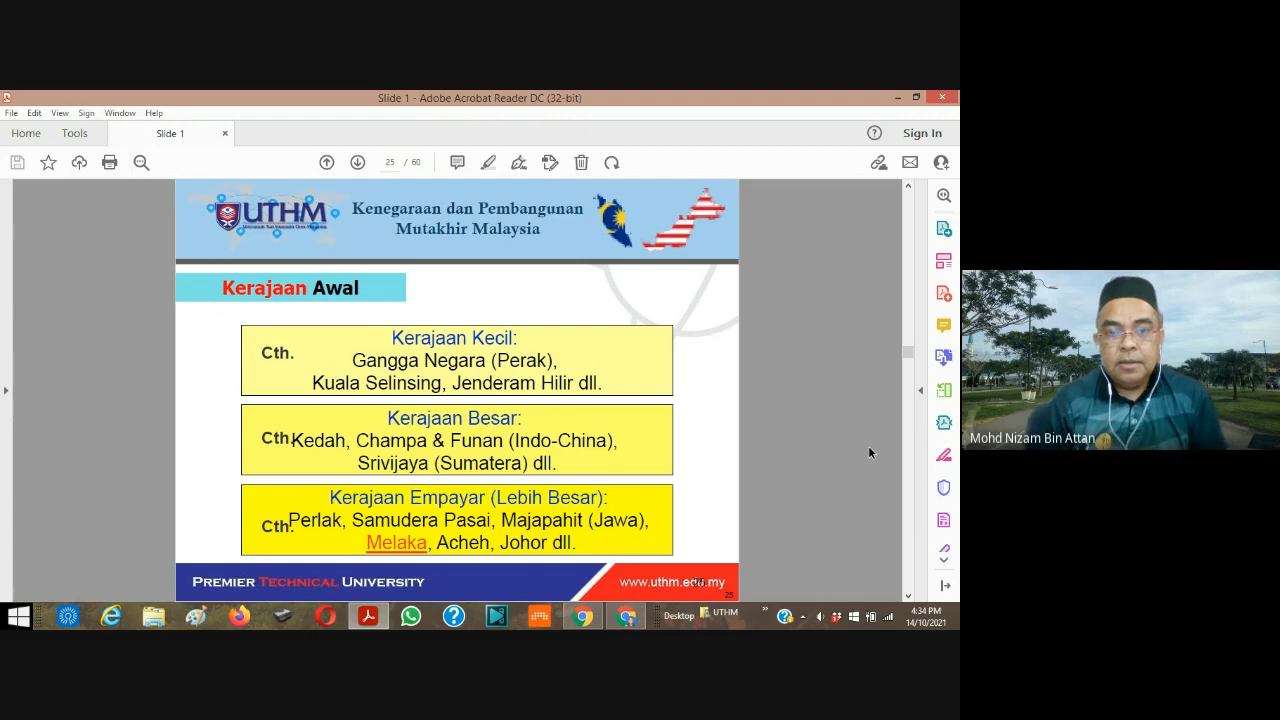 Slide 1 - Adobe Acrobat Reader DC (32-bit)
File Edit View Sign Window Help
Home Tools Slide 1 × Sign In
25 / 60
UTHM
Kenegaraan dan Pembangunan
Mutakhir Malaysia
Kerajaan Awal
Kerajaan Kecil:
Cth. Gangga Negara (Perak),
Kuala Selinsing, Jenderam Hilir dll.
Kerajaan Besar:
Cth. Kedah, Champa & Funan (Indo-China),
Srivijaya (Sumatera) dll.
Kerajaan Empayar (Lebih Besar):
Cth. Perlak, Samudera Pasai, Majapahit (Jawa),
Melaka, Acheh, Johor dll.
PREMIER TECHNICAL UNIVERSITY
www.uthm.edu.my
25
Mohd Nizam Bin Attan
Desktop UTHM
4:34 PM
14/10/2021